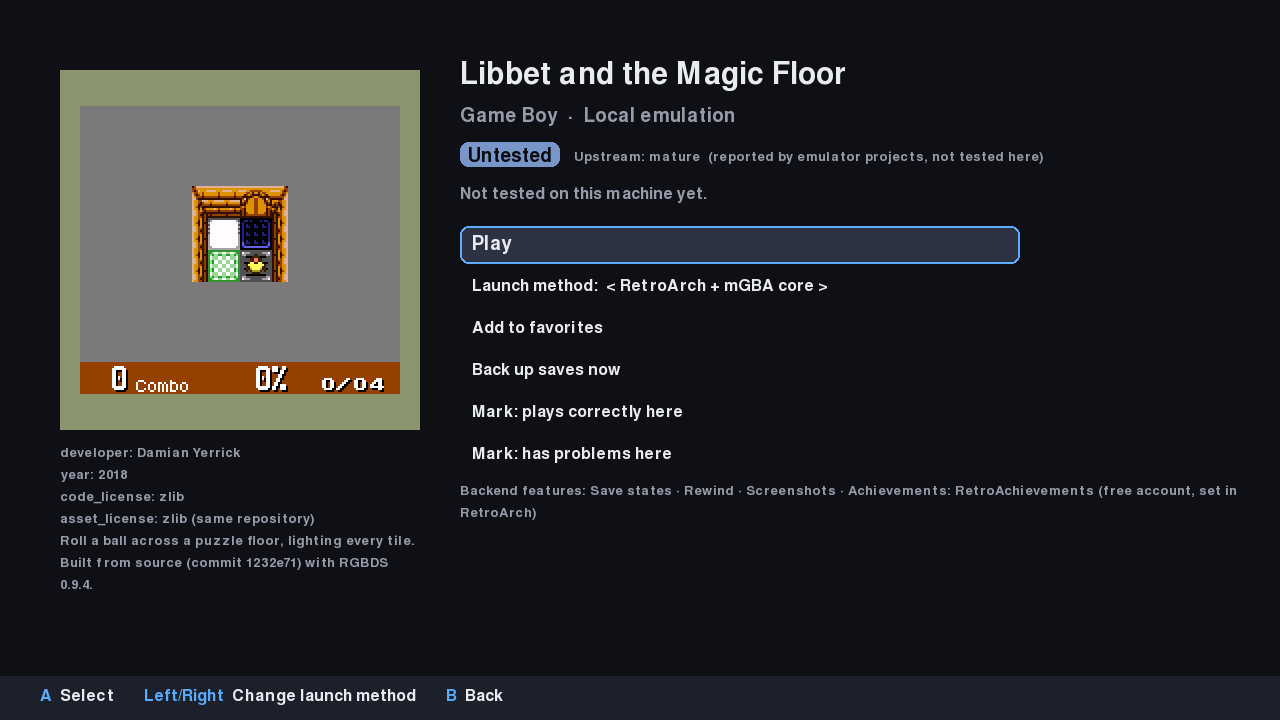 Libbet and the Magic Floor
Game Boy · Local emulation
Untested Upstream: mature (reported by emulator projects, not tested here)
Not tested on this machine yet.
Play
Launch method: < RetroArch + mGBA core >
Add to favorites
Back up saves now
Mark: plays correctly here
Mark: has problems here
Backend features: Save states · Rewind · Screenshots · Achievements: RetroAchievements (free account, set in
RetroArch)
0 Combo 0% 0/04
developer: Damian Yerrick
year: 2018
code_license: zlib
asset_license: zlib (same repository)
Roll a ball across a puzzle floor, lighting every tile.
Built from source (commit 1232e71) with RGBDS
0.9.4.
A Select Left/Right Change launch method B Back